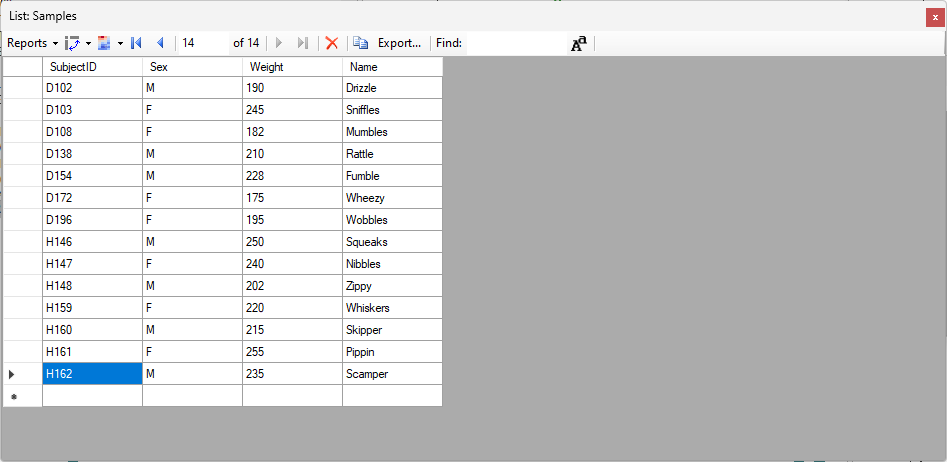 List: Samples x
Reports 14 of 14 Export... Find: Aa
SubjectID Sex Weight Name
D102 M 190 Drizzle
D103 F 245 Sniffles
D108 F 182 Mumbles
D138 M 210 Rattle
D154 M 228 Fumble
D172 F 175 Wheezy
D196 F 195 Wobbles
H146 M 250 Squeaks
H147 F 240 Nibbles
H148 M 202 Zippy
H159 F 220 Whiskers
H160 M 215 Skipper
H161 F 255 Pippin
H162 M 235 Scamper